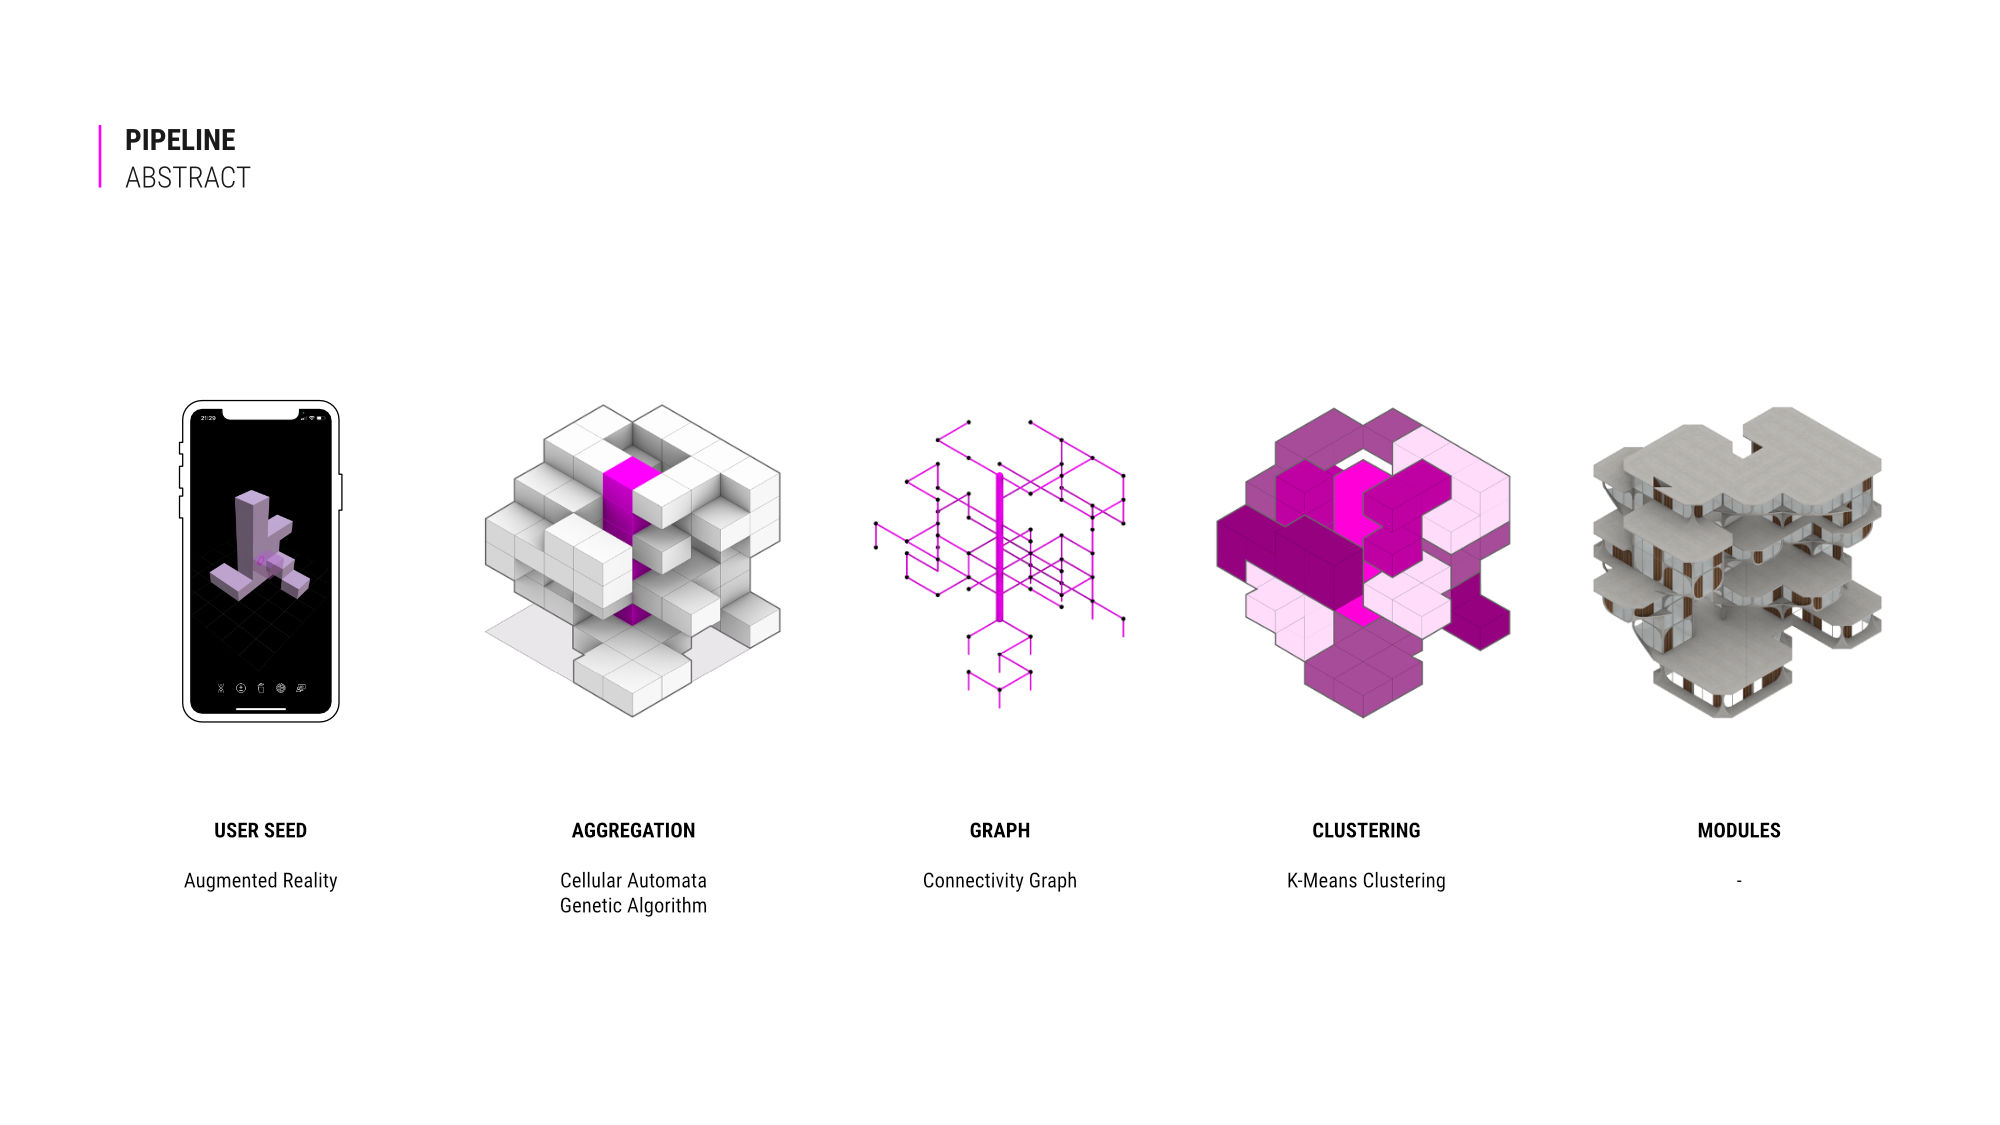 PIPELINE
ABSTRACT
21:29
USER SEED
Augmented Reality
AGGREGATION
Cellular Automata
Genetic Algorithm
GRAPH
Connectivity Graph
CLUSTERING
K-Means Clustering
MODULES
-